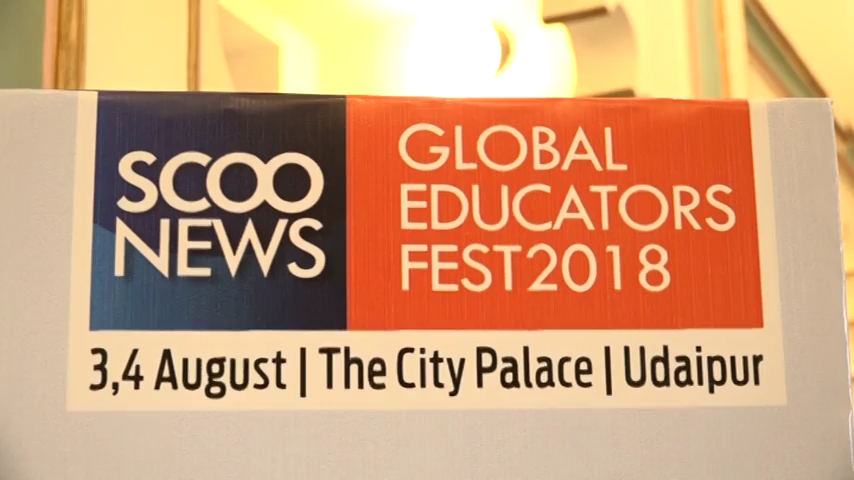 SCOO
NEWS
GLOBAL
EDUCATORS
FEST2018
3,4 August | The City Palace | Udaipur